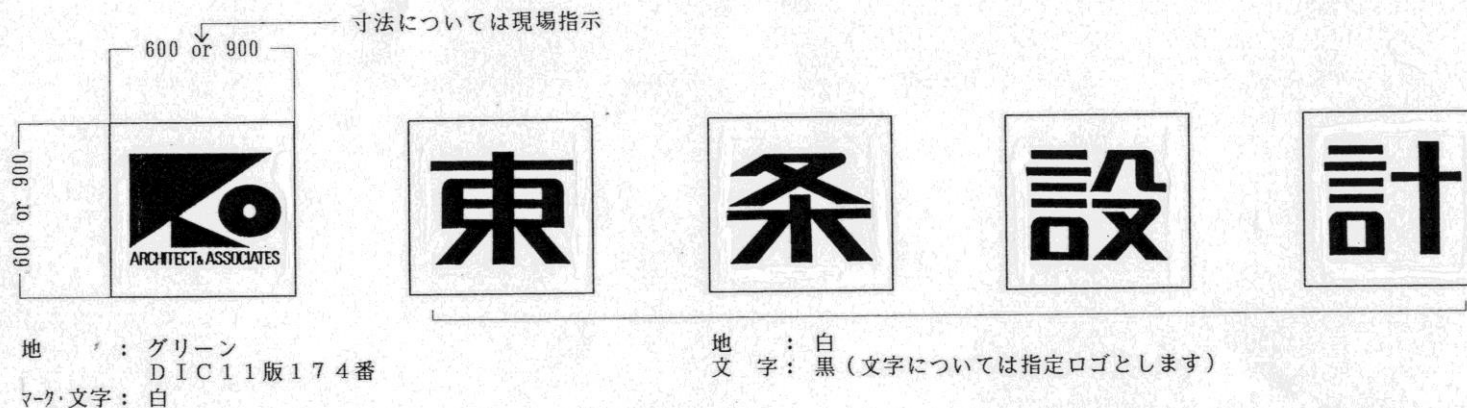 寸法については現場指示
600 or 900
600 or 900
ARCHITECT & ASSOCIATES
東 条 設 計
地 : グリーン
DIC11版174番
マーク・文字 : 白
地 : 白
文 字 : 黒(文字については指定ロゴとします)